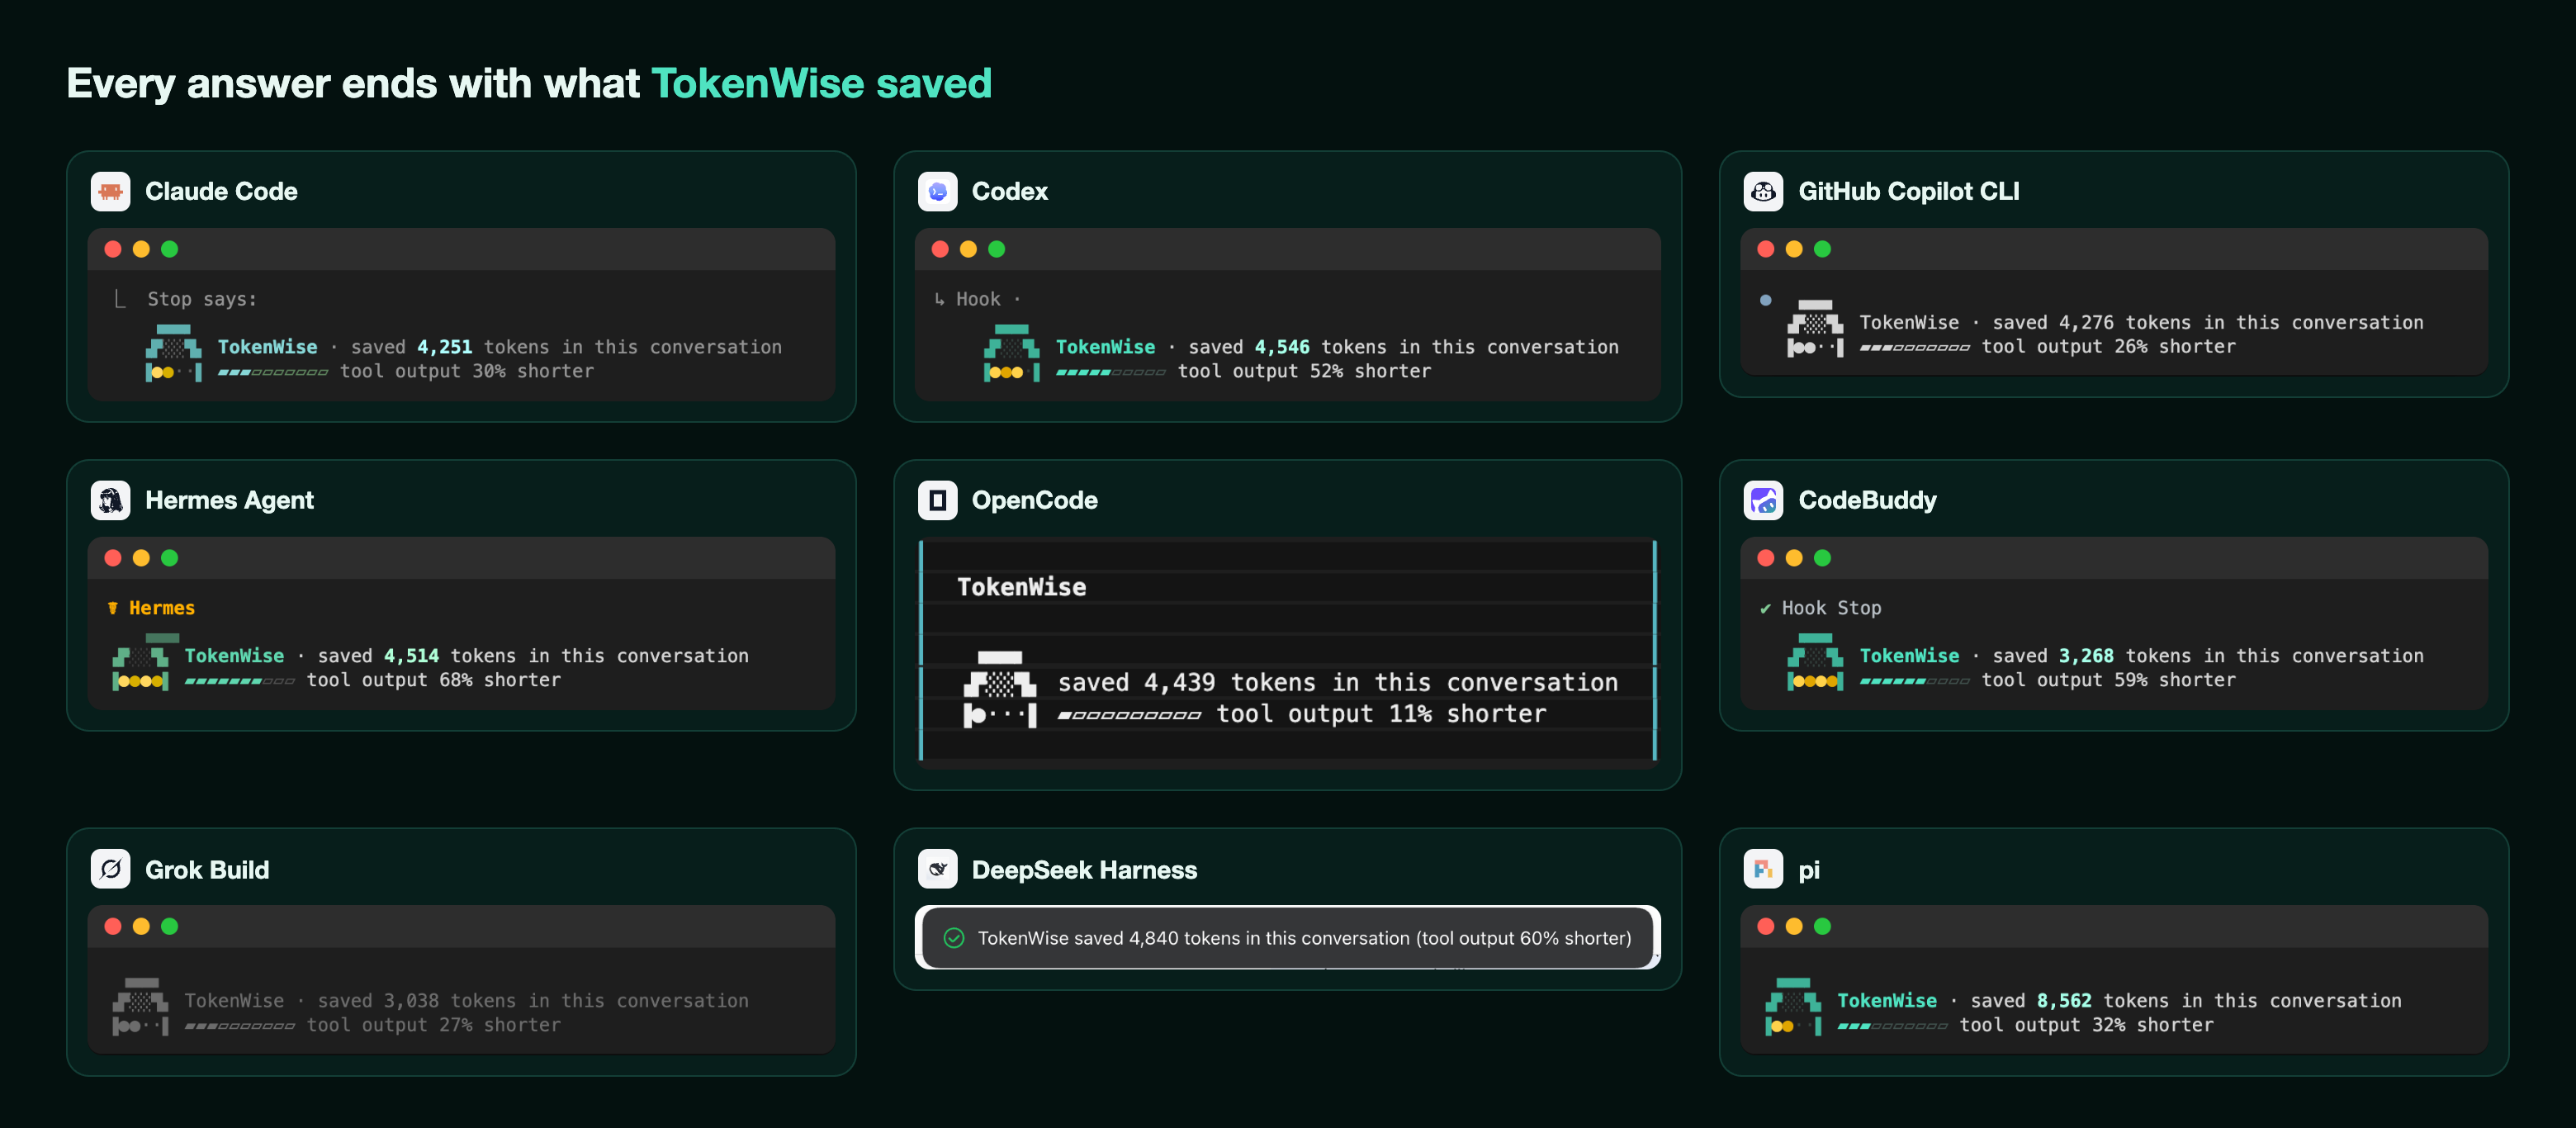 Every answer ends with what TokenWise saved
Claude Code
Stop says:
TokenWise · saved 4,251 tokens in this conversation
tool output 30% shorter
Codex
↳ Hook ·
TokenWise · saved 4,546 tokens in this conversation
tool output 52% shorter
GitHub Copilot CLI
TokenWise · saved 4,276 tokens in this conversation
tool output 26% shorter
Hermes Agent
Hermes
TokenWise · saved 4,514 tokens in this conversation
tool output 68% shorter
OpenCode
TokenWise
saved 4,439 tokens in this conversation
tool output 11% shorter
CodeBuddy
✔ Hook Stop
TokenWise · saved 3,268 tokens in this conversation
tool output 59% shorter
Grok Build
TokenWise · saved 3,038 tokens in this conversation
tool output 27% shorter
DeepSeek Harness
TokenWise saved 4,840 tokens in this conversation (tool output 60% shorter)
pi
TokenWise · saved 8,562 tokens in this conversation
tool output 32% shorter